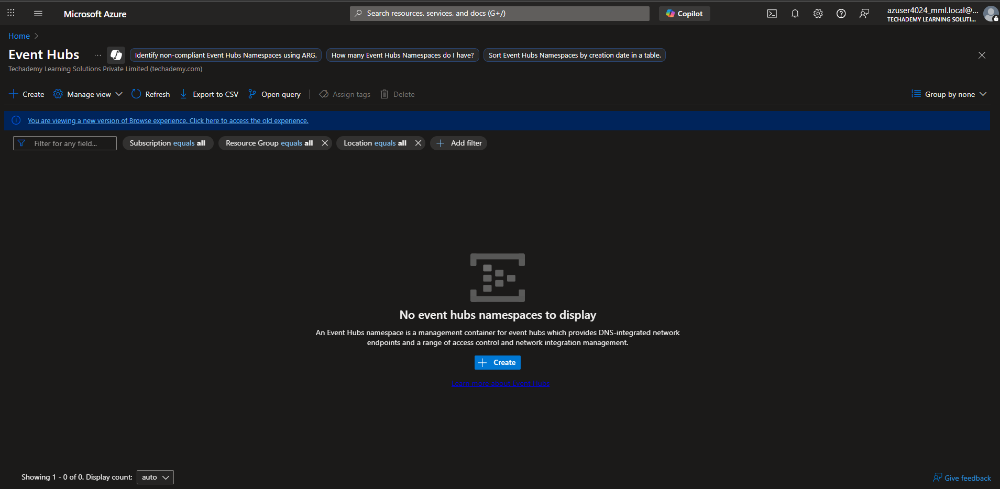 Microsoft Azure
Search resources, services, and docs (G+/)
Copilot
azuser4024_mml.local@...
TECHADEMY LEARNING SOLUTI...
Home
Event Hubs
...
Identify non-compliant Event Hubs Namespaces using ARG.
How many Event Hubs Namespaces do I have?
Sort Event Hubs Namespaces by creation date in a table.
Techademy Learning Solutions Private Limited (techademy.com)
Create
Manage view
Refresh
Export to CSV
Open query
Assign tags
Delete
Group by none
You are viewing a new version of Browse experience. Click here to access the old experience.
Filter for any field...
Subscription equals all
Resource Group equals all
Location equals all
Add filter
No event hubs namespaces to display
An Event Hubs namespace is a management container for event hubs which provides DNS-integrated network
endpoints and a range of access control and network integration management.
Create
Learn more about Event Hubs
Showing 1 - 0 of 0. Display count:
auto
Give feedback